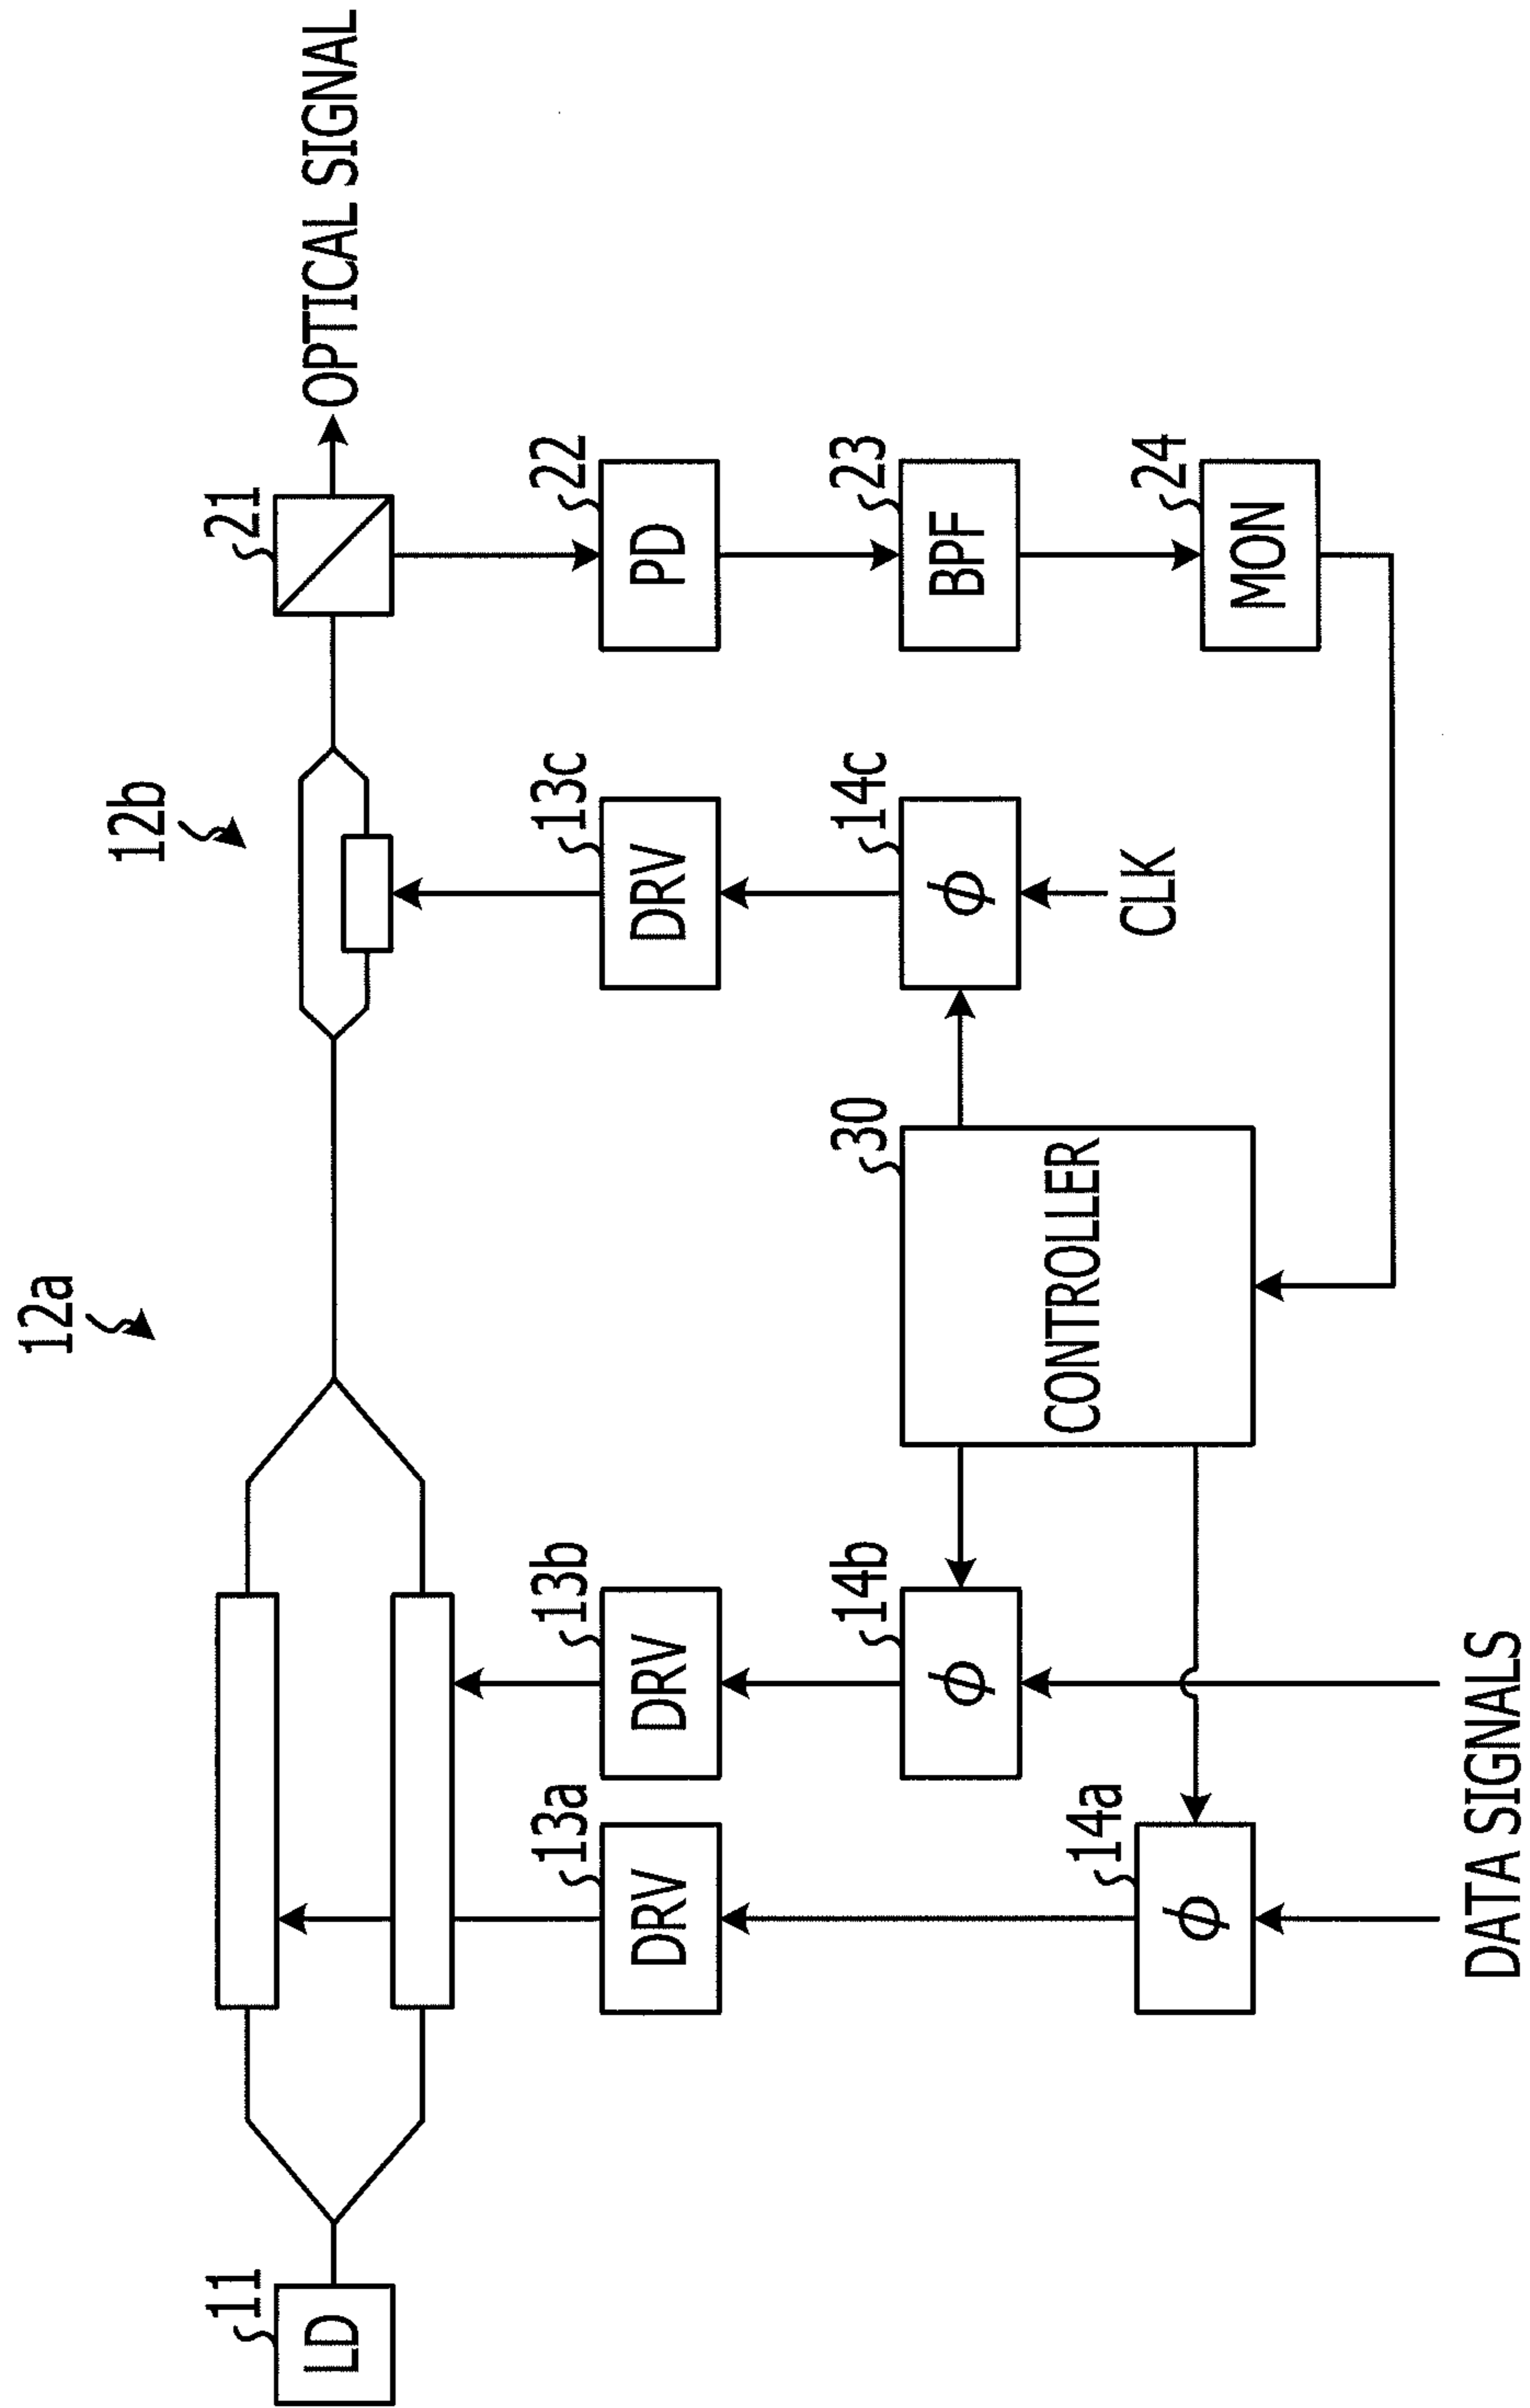 12a
12b
11
LD
21
OPTICAL SIGNAL
13a
DRV
13b
DRV
13c
DRV
22
PD
14b
ϕ
30
CONTROLLER
14c
ϕ
23
BPF
14a
ϕ
CLK
24
MON
DATA SIGNALS